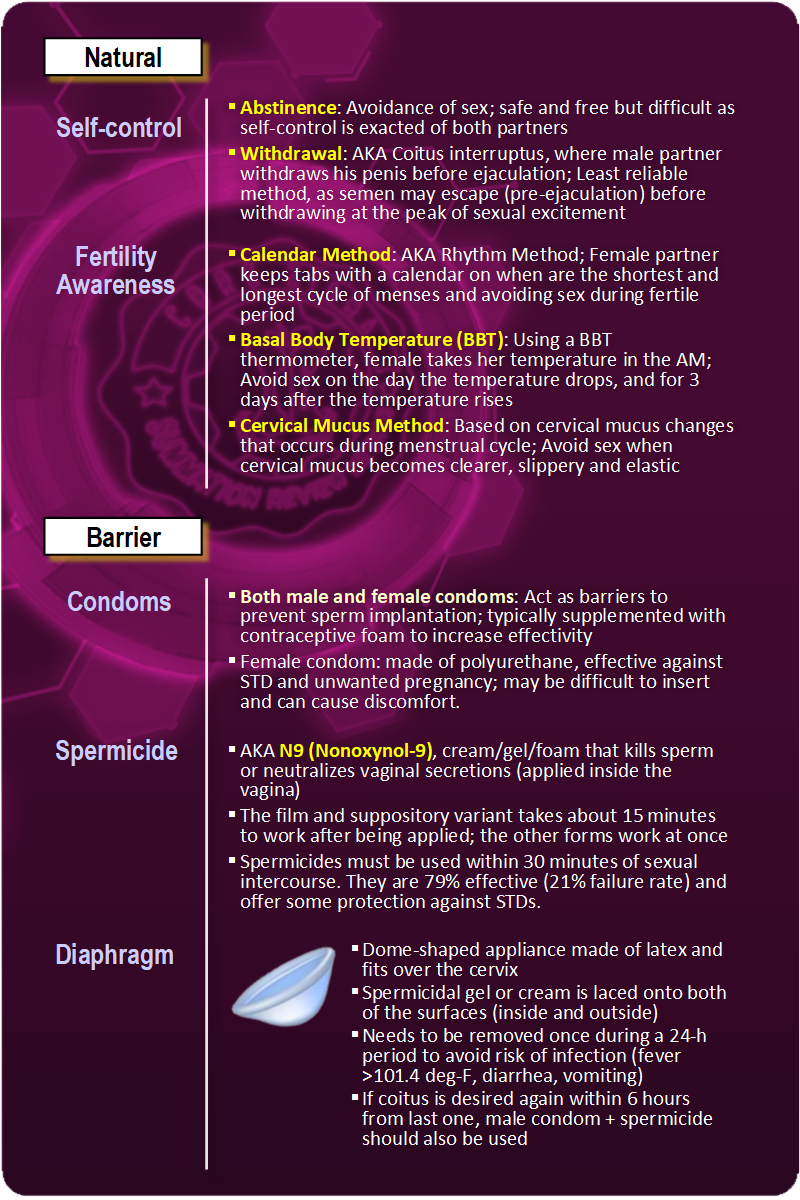 Natural
Self-control
▪ Abstinence: Avoidance of sex; safe and free but difficult as
self-control is exacted of both partners
▪ Withdrawal: AKA Coitus interruptus, where male partner
withdraws his penis before ejaculation; Least reliable
method, as semen may escape (pre-ejaculation) before
withdrawing at the peak of sexual excitement
Fertility
Awareness
▪ Calendar Method: AKA Rhythm Method; Female partner
keeps tabs with a calendar on when are the shortest and
longest cycle of menses and avoiding sex during fertile
period
▪ Basal Body Temperature (BBT): Using a BBT
thermometer, female takes her temperature in the AM;
Avoid sex on the day the temperature drops, and for 3
days after the temperature rises
▪ Cervical Mucus Method: Based on cervical mucus changes
that occurs during menstrual cycle; Avoid sex when
cervical mucus becomes clearer, slippery and elastic
Barrier
Condoms
▪ Both male and female condoms: Act as barriers to
prevent sperm implantation; typically supplemented with
contraceptive foam to increase effectivity
▪ Female condom: made of polyurethane, effective against
STD and unwanted pregnancy; may be difficult to insert
and can cause discomfort.
Spermicide
▪ AKA N9 (Nonoxynol-9), cream/gel/foam that kills sperm
or neutralizes vaginal secretions (applied inside the
vagina)
▪ The film and suppository variant takes about 15 minutes
to work after being applied; the other forms work at once
▪ Spermicides must be used within 30 minutes of sexual
intercourse. They are 79% effective (21% failure rate) and
offer some protection against STDs.
Diaphragm
▪ Dome-shaped appliance made of latex and
fits over the cervix
▪ Spermicidal gel or cream is laced onto both
of the surfaces (inside and outside)
▪ Needs to be removed once during a 24-h
period to avoid risk of infection (fever
>101.4 deg-F, diarrhea, vomiting)
▪ If coitus is desired again within 6 hours
from last one, male condom + spermicide
should also be used